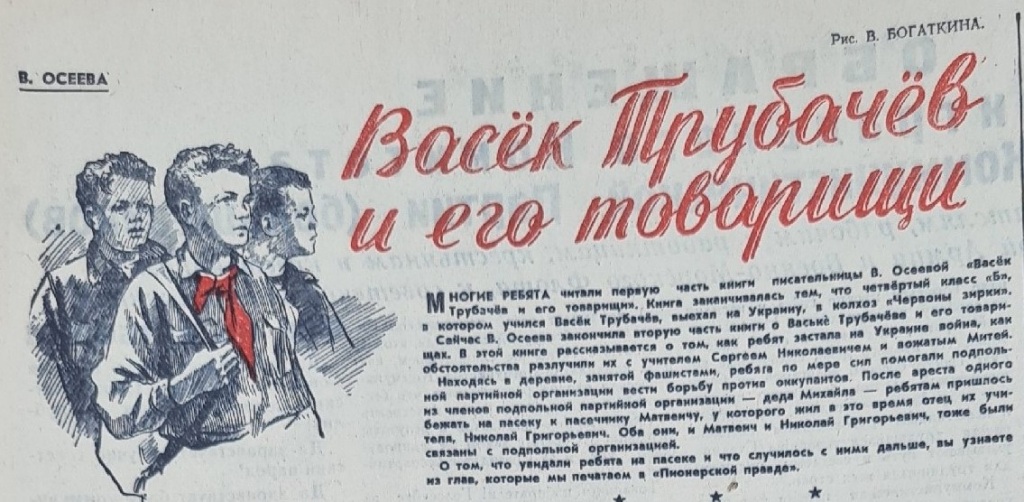 Рис. В. БОГАТКИНА.
В. ОСЕЕВА
Васёк Трубачёв
и его товарищи
МНОГИЕ РЕБЯТА читали первую часть книги писательницы В. Осеевой «Васёк
Трубачёв и его товарищи». Книга заканчивалась тем, что четвёртый класс «Б»,
в котором учился Васёк Трубачёв, выехал на Украину, в колхоз «Червоны зирки».
Сейчас В. Осеева закончила вторую часть книги о Ваське Трубачёве и его товари-
щах. В этой книге рассказывается о том, как ребят застала на Украине война, как
обстоятельства разлучили их с учителем Сергеем Николаевичем и вожатым Митей.
Находясь в деревне, занятой фашистами, ребята по мере сил помогали подполь-
ной партийной организации вести борьбу против оккупантов. После ареста одного
из членов подпольной партийной организации — деда Михайла — ребятам пришлось
бежать на пасеку к пасечнику Матвеичу, у которого жил в это время отец их учи-
теля, Николай Григорьевич. Оба они, и Матвеич и Николай Григорьевич, тоже были
связаны с подпольной организацией.
О том, что увидали ребята на пасеке и что случилось с ними дальше, вы узнаете
из глав, которые мы печатаем в «Пионерской правде».